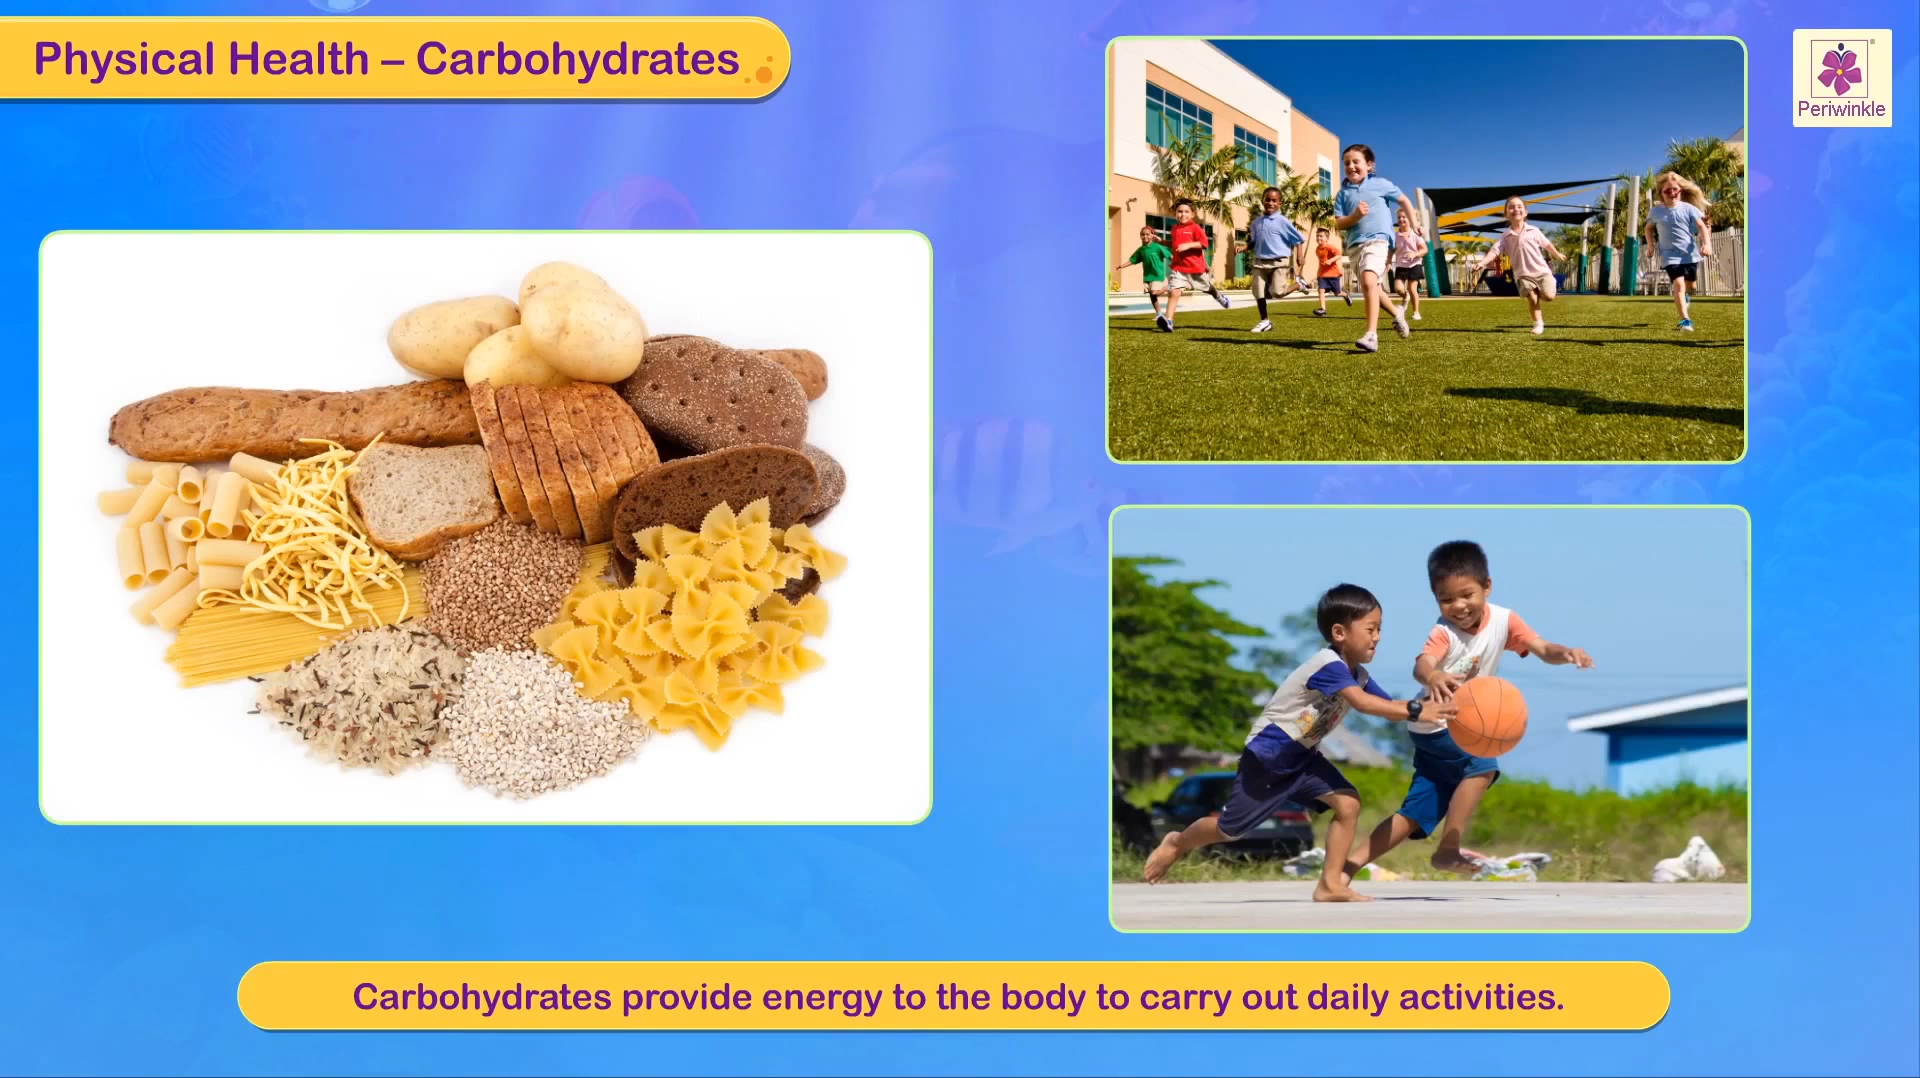 Physical Health – Carbohydrates
Periwinkle
Carbohydrates provide energy to the body to carry out daily activities.